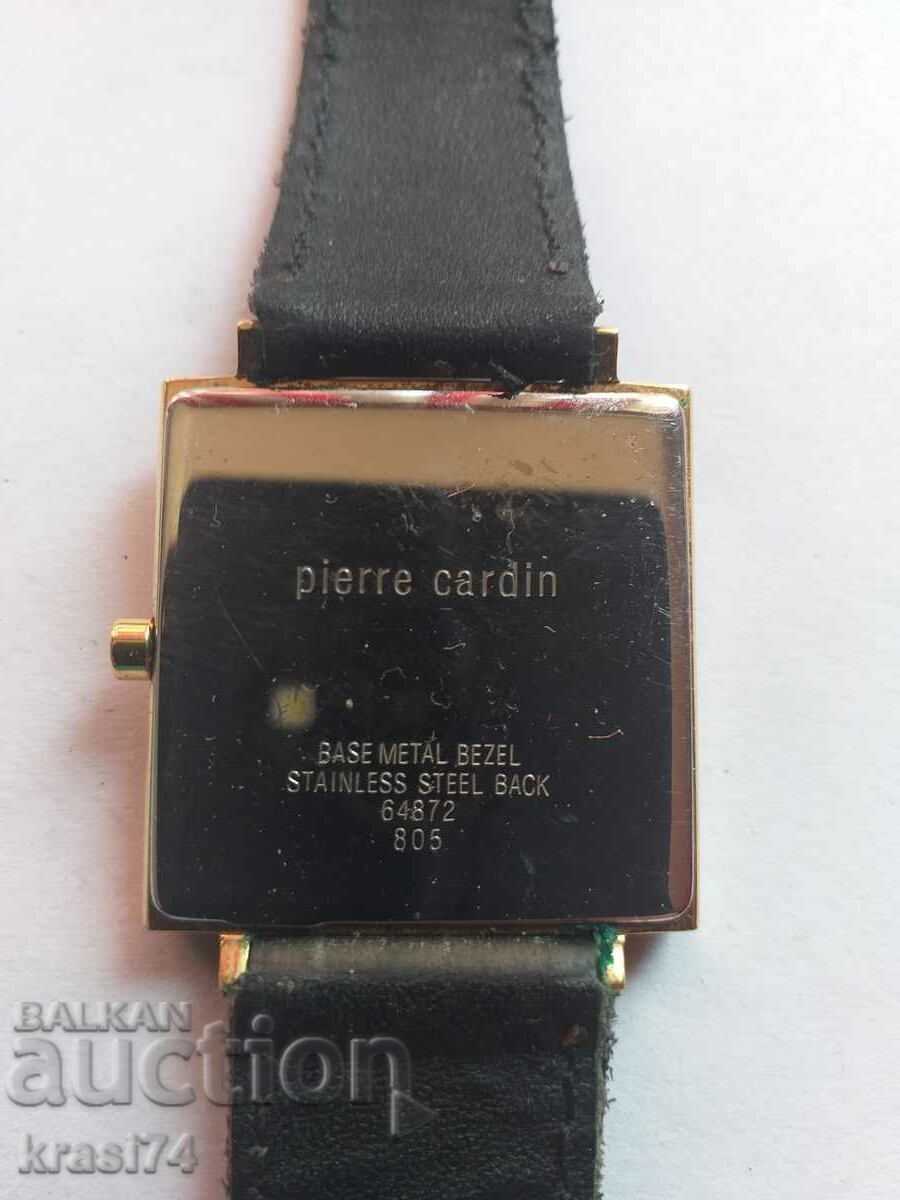 pierre cardin
BASE METAL BEZEL
STAINLESS STEEL BACK
64872
805
BALKAN
auction
krasi74